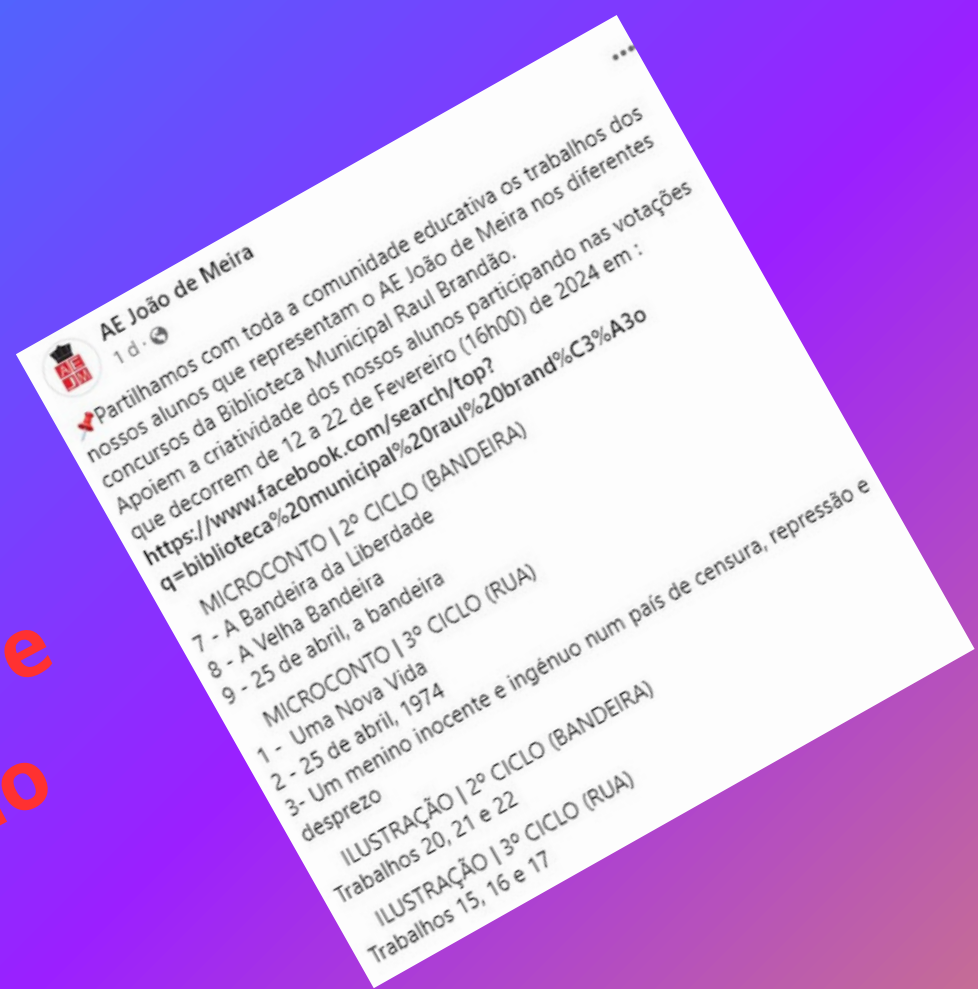 AE João de Meira
1 d ·
Partilhamos com toda a comunidade educativa os trabalhos dos
nossos alunos que representam o AE João de Meira nos diferentes
concursos da Biblioteca Municipal Raul Brandão.
Apoiem a criatividade dos nossos alunos participando nas votações
que decorrem de 12 a 22 de Fevereiro (16h00) de 2024 em :
https://www.facebook.com/search/top?
q=biblioteca%20municipal%20raul%20brand%C3%A3o
MICROCONTO | 2º CICLO (BANDEIRA)
7 - A Bandeira da Liberdade
8 - A Velha Bandeira
9 - 25 de abril, a bandeira
MICROCONTO | 3º CICLO (RUA)
1 - Uma Nova Vida
2 - 25 de abril, 1974
3- Um menino inocente e ingénuo num país de censura, repressão e
desprezo
ILUSTRAÇÃO | 2º CICLO (BANDEIRA)
Trabalhos 20, 21 e 22
ILUSTRAÇÃO | 3º CICLO (RUA)
Trabalhos 15, 16 e 17
e